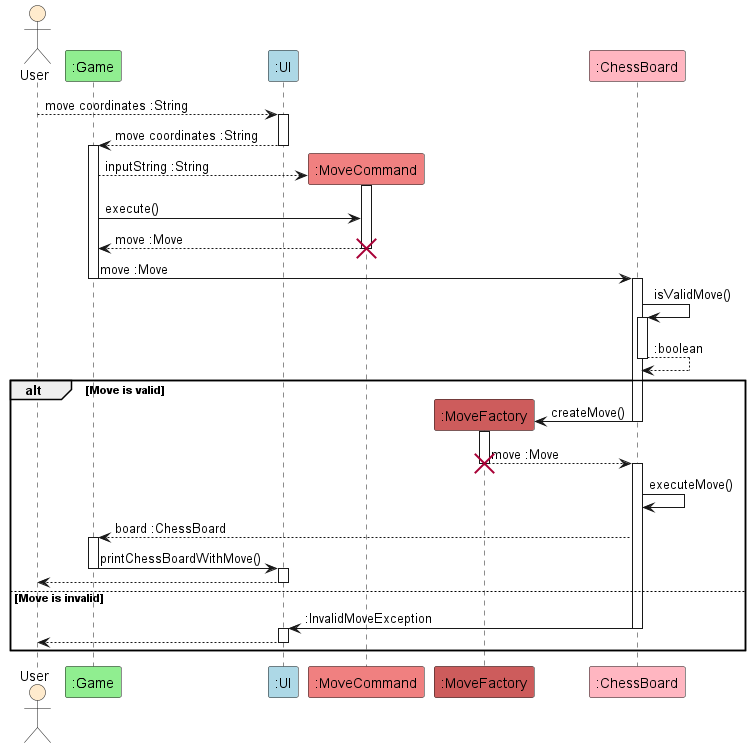 User
:Game
:UI
:ChessBoard
move coordinates :String
move coordinates :String
inputString :String
:MoveCommand
execute()
move :Move
move :Move
isValidMove()
:boolean
alt
[Move is valid]
:MoveFactory
createMove()
move :Move
executeMove()
board :ChessBoard
printChessBoardWithMove()
[Move is invalid]
:InvalidMoveException
User
:Game
:UI
:MoveCommand
:MoveFactory
:ChessBoard